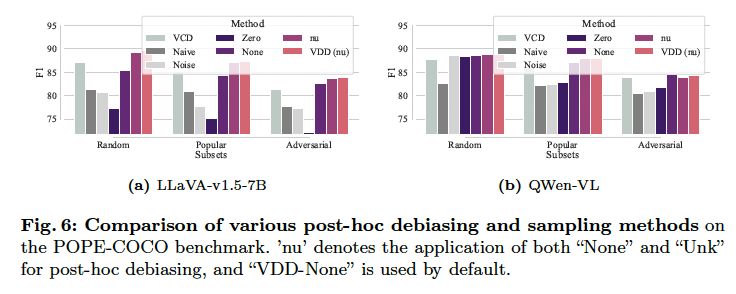 Method
VCD Zero nu
Naive None VDD (nu)
Noise
95
90
85
80
75
F1
Random Popular Adversarial
Subsets
(a) LLaVA-v1.5-7B
Method
VCD Zero nu
Naive None VDD (nu)
Noise
95
90
85
80
75
F1
Random Popular Adversarial
Subsets
(b) QWen-VL
Fig. 6: Comparison of various post-hoc debiasing and sampling methods on
the POPE-COCO benchmark. 'nu' denotes the application of both “None” and “Unk”
for post-hoc debiasing, and “VDD-None” is used by default.